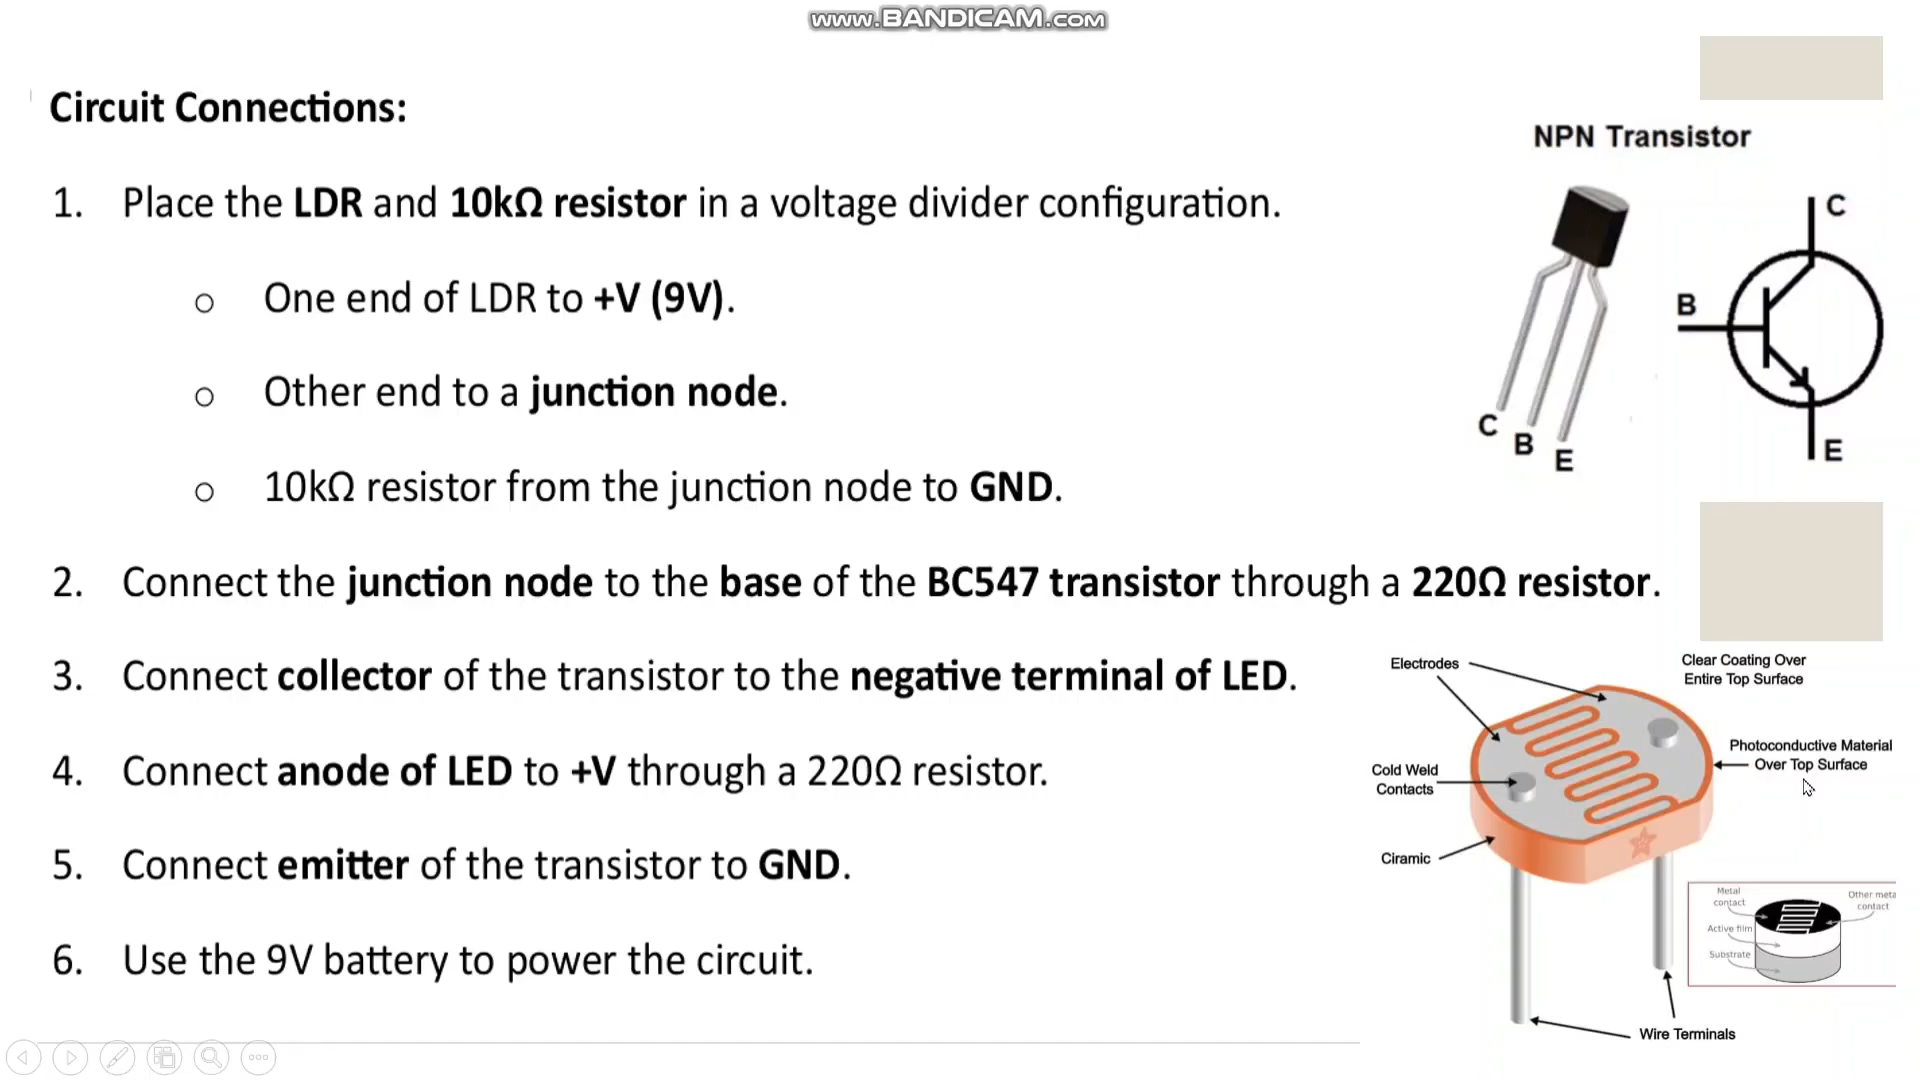 www.BANDICAM.com
Circuit Connections:
1. Place the LDR and 10kΩ resistor in a voltage divider configuration.
o One end of LDR to +V (9V).
o Other end to a junction node.
o 10kΩ resistor from the junction node to GND.
2. Connect the junction node to the base of the BC547 transistor through a 220Ω resistor.
3. Connect collector of the transistor to the negative terminal of LED.
4. Connect anode of LED to +V through a 220Ω resistor.
5. Connect emitter of the transistor to GND.
6. Use the 9V battery to power the circuit.
NPN Transistor
C
B
E
C
B
E
Electrodes
Clear Coating Over
Entire Top Surface
Photoconductive Material
Over Top Surface
Cold Weld
Contacts
Ciramic
Wire Terminals
Metal
contact
Other meta
contact
Active film
Substrate